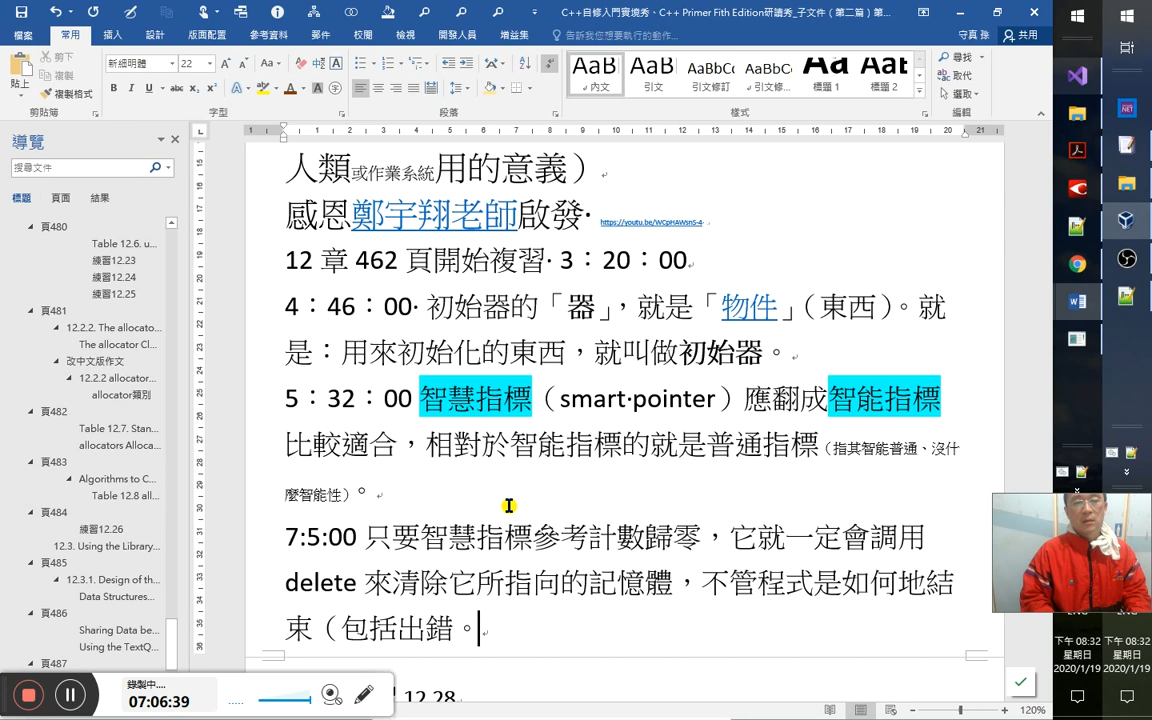 C++自修入門實境秀、C++ Primer Fith Edition研讀秀_子文件（第二篇）第...
檔案 常用 插入 設計 版面配置 參考資料 郵件 校閱 檢視 開發人員 增益集 告訴我您想要執行的動作... 守真 孫 共用
貼上 剪下 複製 複製格式 新細明體 22 尋找 取代 選取
AaB AaB AaBbC AaBbC AaB AaB
內文 引文 引文修訂 引文修... 標題 1 標題 2
剪貼簿 字型 段落 樣式 編輯
導覽
搜尋文件
標題 頁面 結果
頁480
Table 12.6. u...
練習12.23
練習12.24
練習12.25
頁481
12.2.2. The allocato...
The allocator Cl...
改中文版作文
12.2.2 allocator...
allocator類別
頁482
Table 12.7. Stan...
allocators Alloca...
頁483
Algorithms to C...
Table 12.8 all...
頁484
練習12.26
12.3. Using the Library...
頁485
12.3.1. Design of th...
Data Structures...
頁486
Sharing Data be...
Using the TextQ...
頁487
人類或作業系統用的意義）
感恩鄭宇翔老師啟發· https://youtu.be/WCpHAWsnS-4·
12 章 462 頁開始複習· 3：20：00
4：46：00· 初始器的「器」，就是「物件」（東西）。就
是：用來初始化的東西，就叫做初始器。
5：32：00 智慧指標（smart·pointer）應翻成智能指標
比較適合，相對於智能指標的就是普通指標（指其智能普通、沒什
麼智能性）。
7:5:00 只要智慧指標參考計數歸零，它就一定會調用
delete 來清除它所指向的記憶體，不管程式是如何地結
束（包括出錯。
12.28
錄製中....
07:06:39
120%
下午 08:32
星期日
2020/1/19
下午 08:32
星期日
2020/1/19